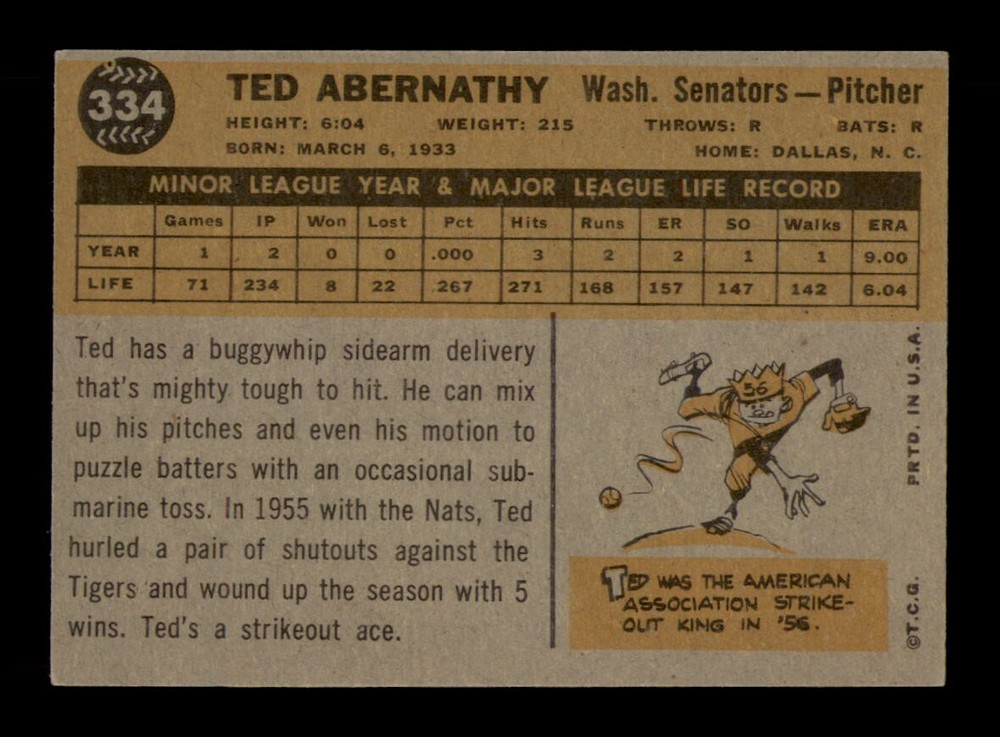 334
TED ABERNATHY Wash. Senators—Pitcher
HEIGHT: 6:04 WEIGHT: 215 THROWS: R BATS: R
BORN: MARCH 6, 1933 HOME: DALLAS, N. C.
MINOR LEAGUE YEAR & MAJOR LEAGUE LIFE RECORD
Games IP Won Lost Pct Hits Runs ER SO Walks ERA
YEAR 1 2 0 0 .000 3 2 2 1 1 9.00
LIFE 71 234 8 22 267 271 168 157 147 142 6.04
Ted has a buggywhip sidearm delivery
that's mighty tough to hit. He can mix
up his pitches and even his motion to
puzzle batters with an occasional sub-
marine toss. In 1955 with the Nats, Ted
hurled a pair of shutouts against the
Tigers and wound up the season with 5
wins. Ted's a strikeout ace.
56
TED WAS THE AMERICAN
ASSOCIATION STRIKE-
OUT KING IN '56.
©T.C.G. PRTD. IN U.S.A.